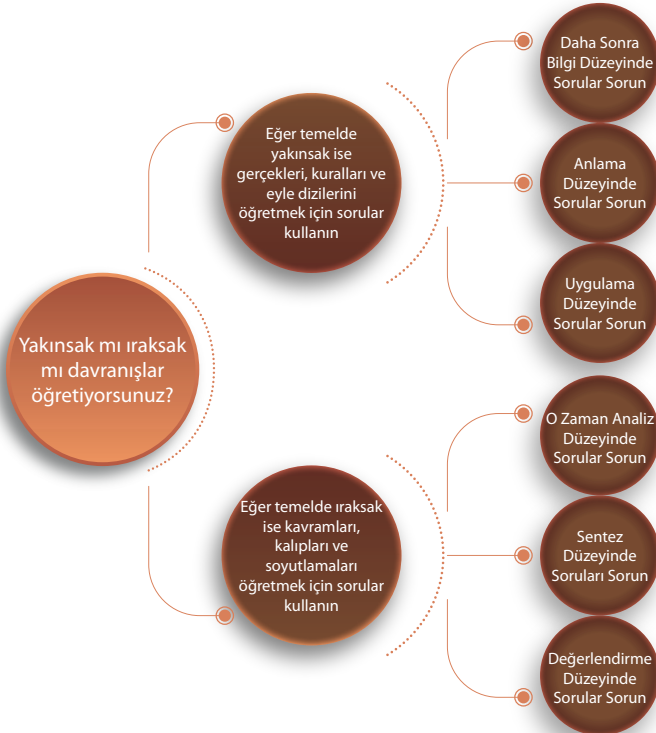 Yakınsak mı ıraksak
mı davranışlar
öğretiyorsunuz?
Eğer temelde
yakınsak ise
gerçekleri, kuralları ve
eyle dizilerini
öğretmek için sorular
kullanın
Daha Sonra
Bilgi Düzeyinde
Sorular Sorun
Anlama
Düzeyinde
Sorular Sorun
Uygulama
Düzeyinde
Sorular Sorun
Eğer temelde ıraksak
ise kavramları,
kalıpları ve
soyutlamaları
öğretmek için sorular
kullanın
O Zaman Analiz
Düzeyinde
Sorular Sorun
Sentez
Düzeyinde
Soruları Sorun
Değerlendirme
Düzeyinde
Sorular Sorun